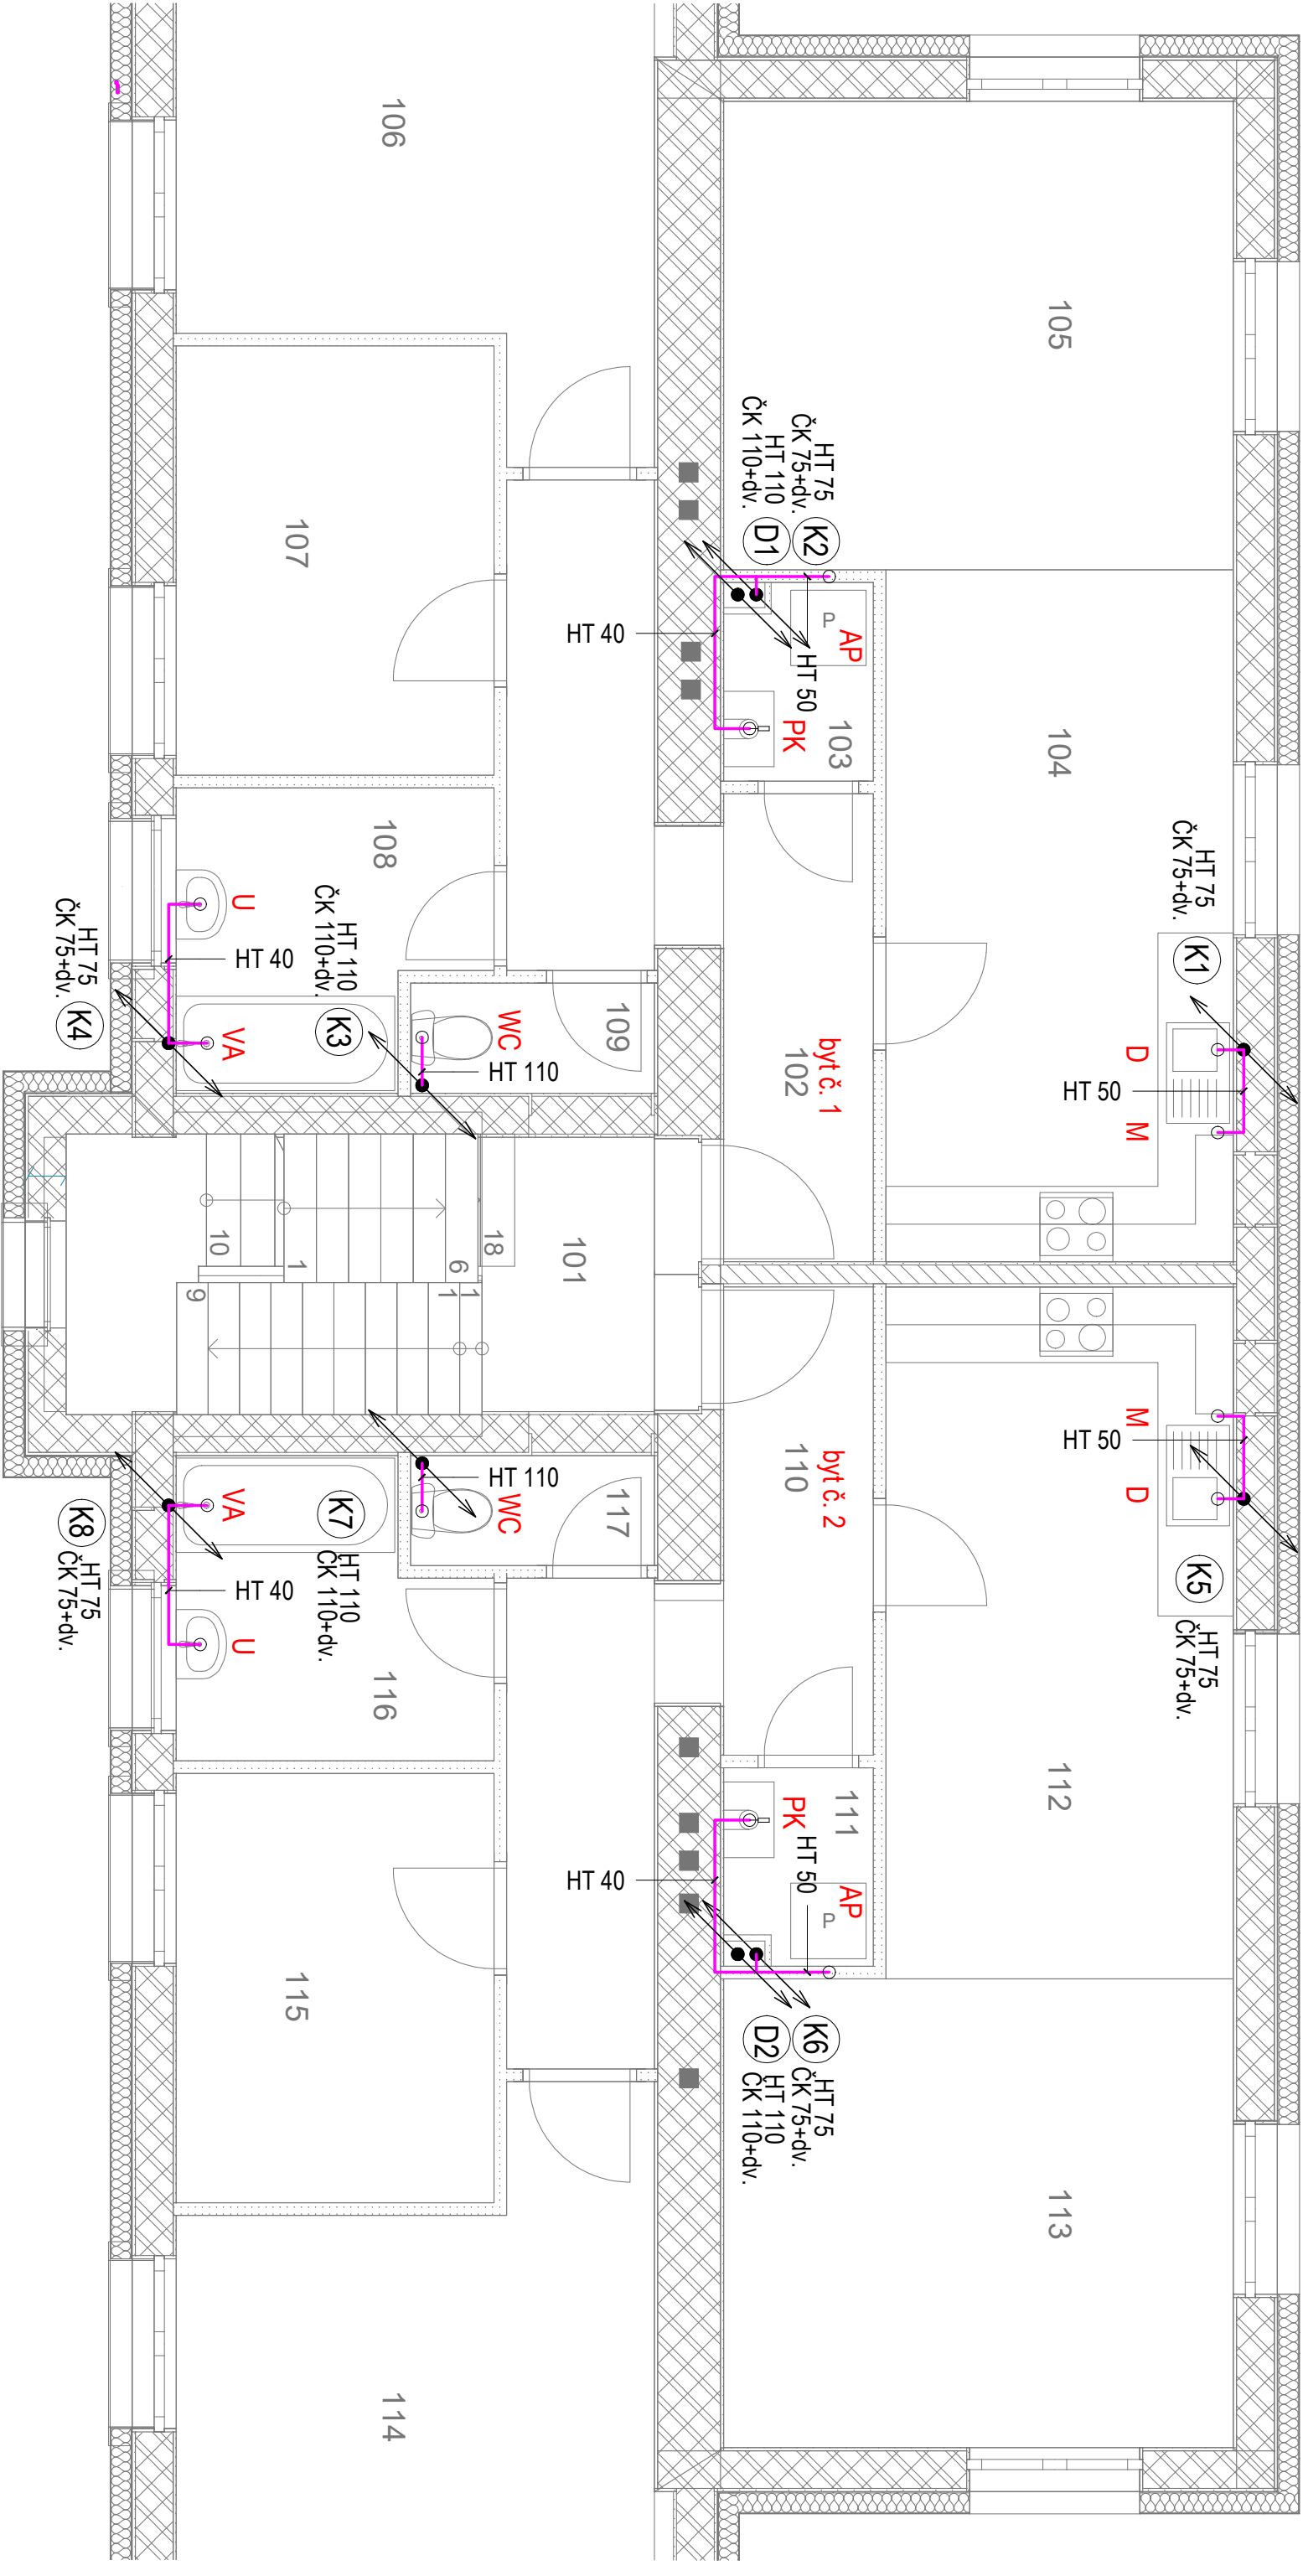 106
105
HT 75
ČK 75+dv.
K2
HT 110
ČK 110+dv.
D1
107
HT 40
HT 50
P
AP
PK
103
104
108
HT 75
ČK 75+dv.
K1
U
HT 40
HT 75
ČK 75+dv.
K4
HT 110
ČK 110+dv.
K3
VA
WC
HT 110
109
byt č. 1
102
D
HT 50
M
10
1
18
6
101
9
1
1
M
HT 50
D
byt č. 2
110
HT 110
WC
117
VA
K7
HT 110
ČK 110+dv.
K8
HT 75
ČK 75+dv.
HT 40
U
K5
HT 75
ČK 75+dv.
116
112
111
PK
HT 50
AP
P
HT 40
115
K6
HT 75
ČK 75+dv.
D2
HT 110
ČK 110+dv.
113
114